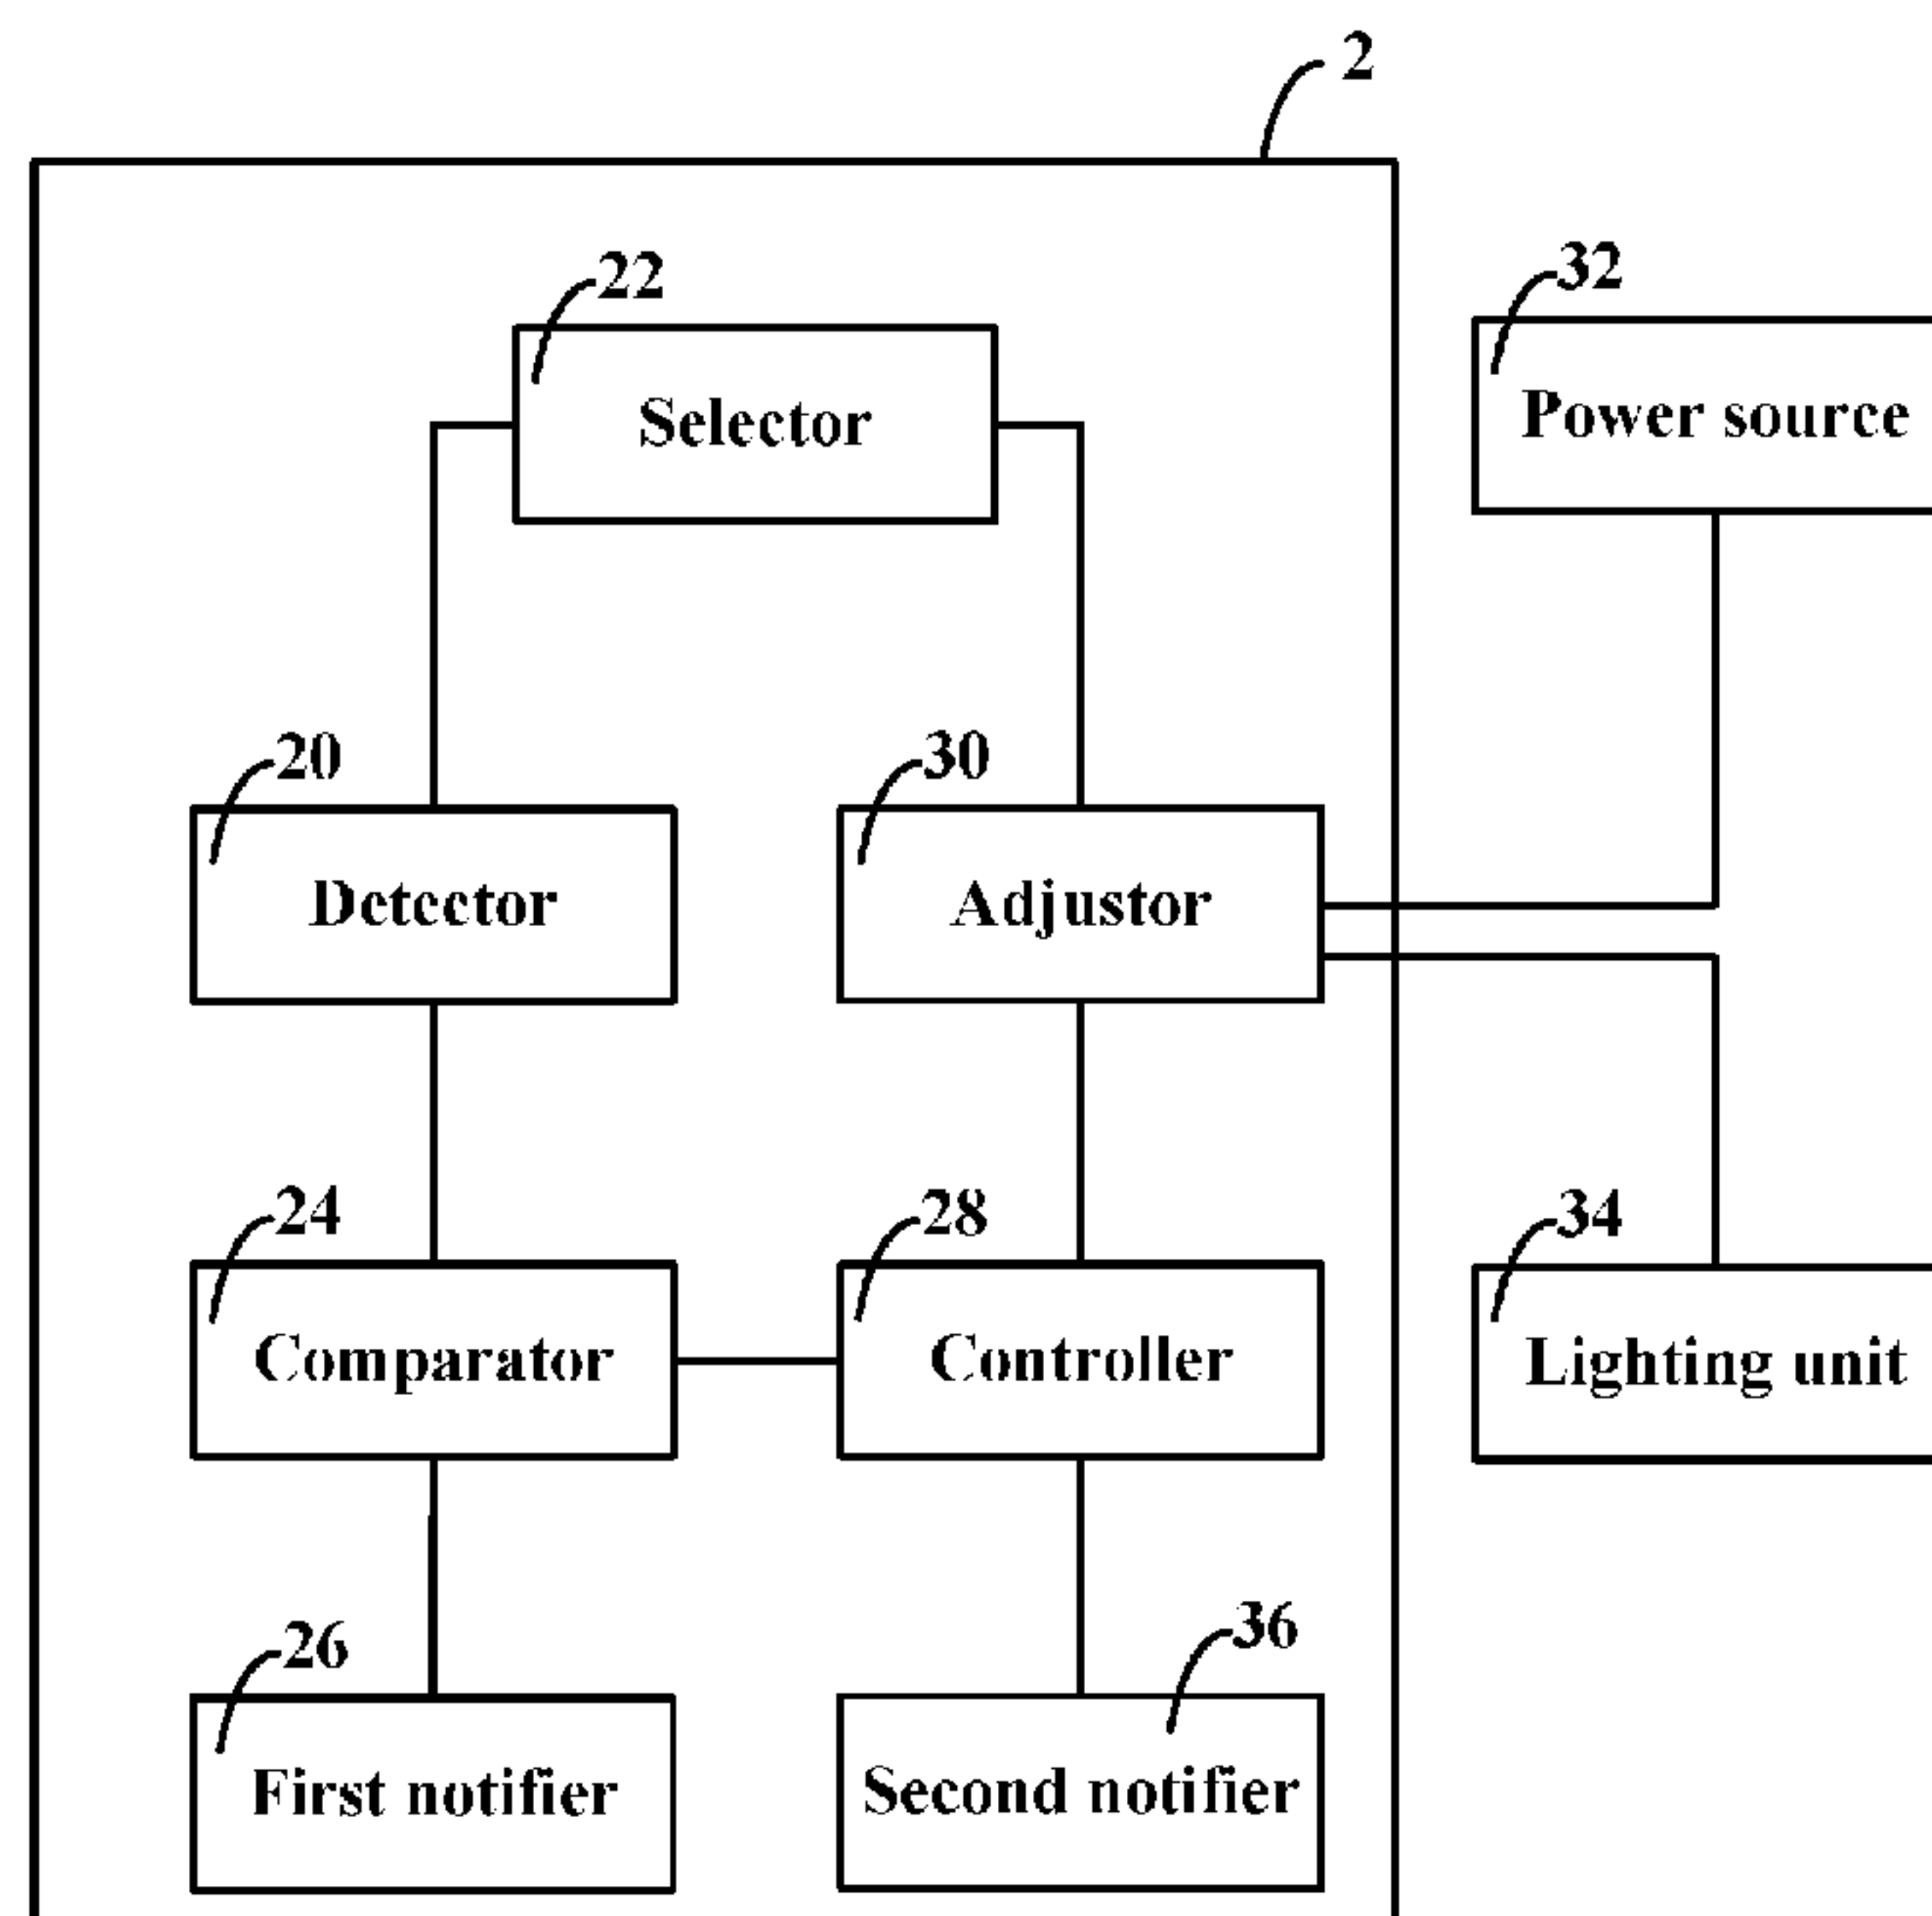 2
22
Selector
32
Power source
20
Detector
30
Adjustor
24
Comparator
28
Controller
34
Lighting unit
26
First notifier
36
Second notifier